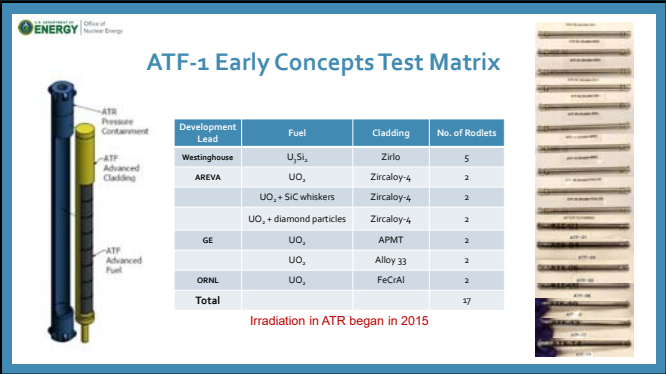 U.S. DEPARTMENT OF
ENERGY
Office of
Nuclear Energy
ATF-1 Early Concepts Test Matrix
ATR
Pressure
Containment
ATF
Advanced
Cladding
ATF
Advanced
Fuel
Development Lead Fuel Cladding No. of Rodlets
Westinghouse U₃Si₂ Zirlo 5
AREVA UO₂ Zircaloy-4 2
UO₂ + SiC whiskers Zircaloy-4 2
UO₂ + diamond particles Zircaloy-4 2
GE UO₂ APMT 2
UO₂ Alloy 33 2
ORNL UO₂ FeCrAl 2
Total 17
Irradiation in ATR began in 2015